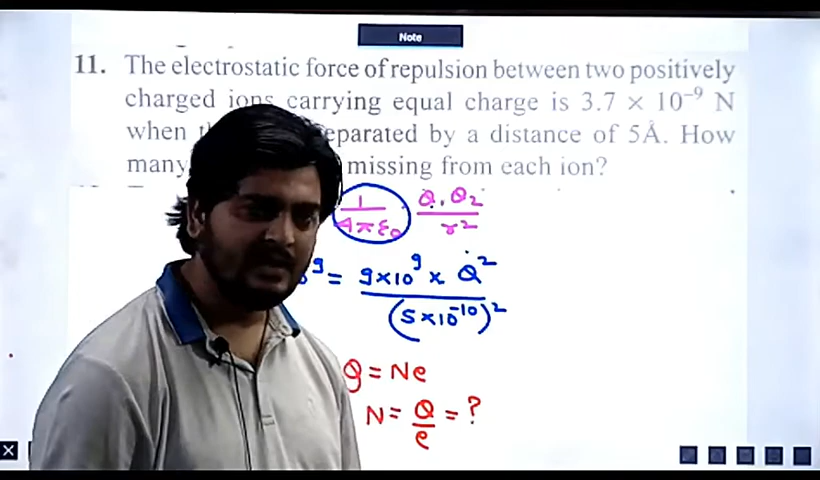 Note
11. The electrostatic force of repulsion between two positively
charged ions carrying equal charge is 3.7 × 10⁻⁹ N
when separated by a distance of 5Å. How
many missing from each ion?
1/4πε₀ Q₁Q₂/r²
⁹ = 9×10⁹ × Q²/(5×10⁻¹⁰)²
Q = Ne
N = Q/e = ?